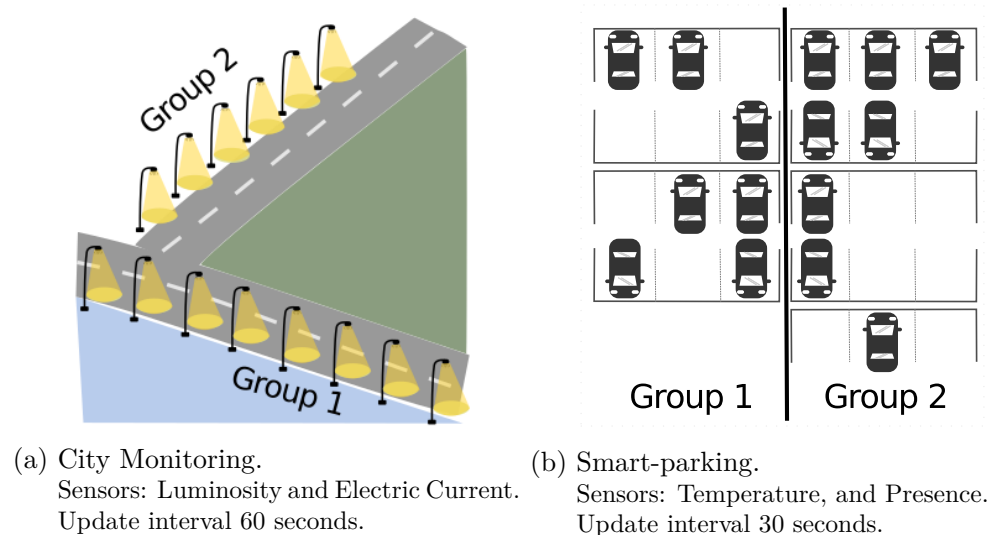 Group 2
Group 1
(a) City Monitoring.
Sensors: Luminosity and Electric Current.
Update interval 60 seconds.
Group 1
Group 2
(b) Smart-parking.
Sensors: Temperature, and Presence.
Update interval 30 seconds.